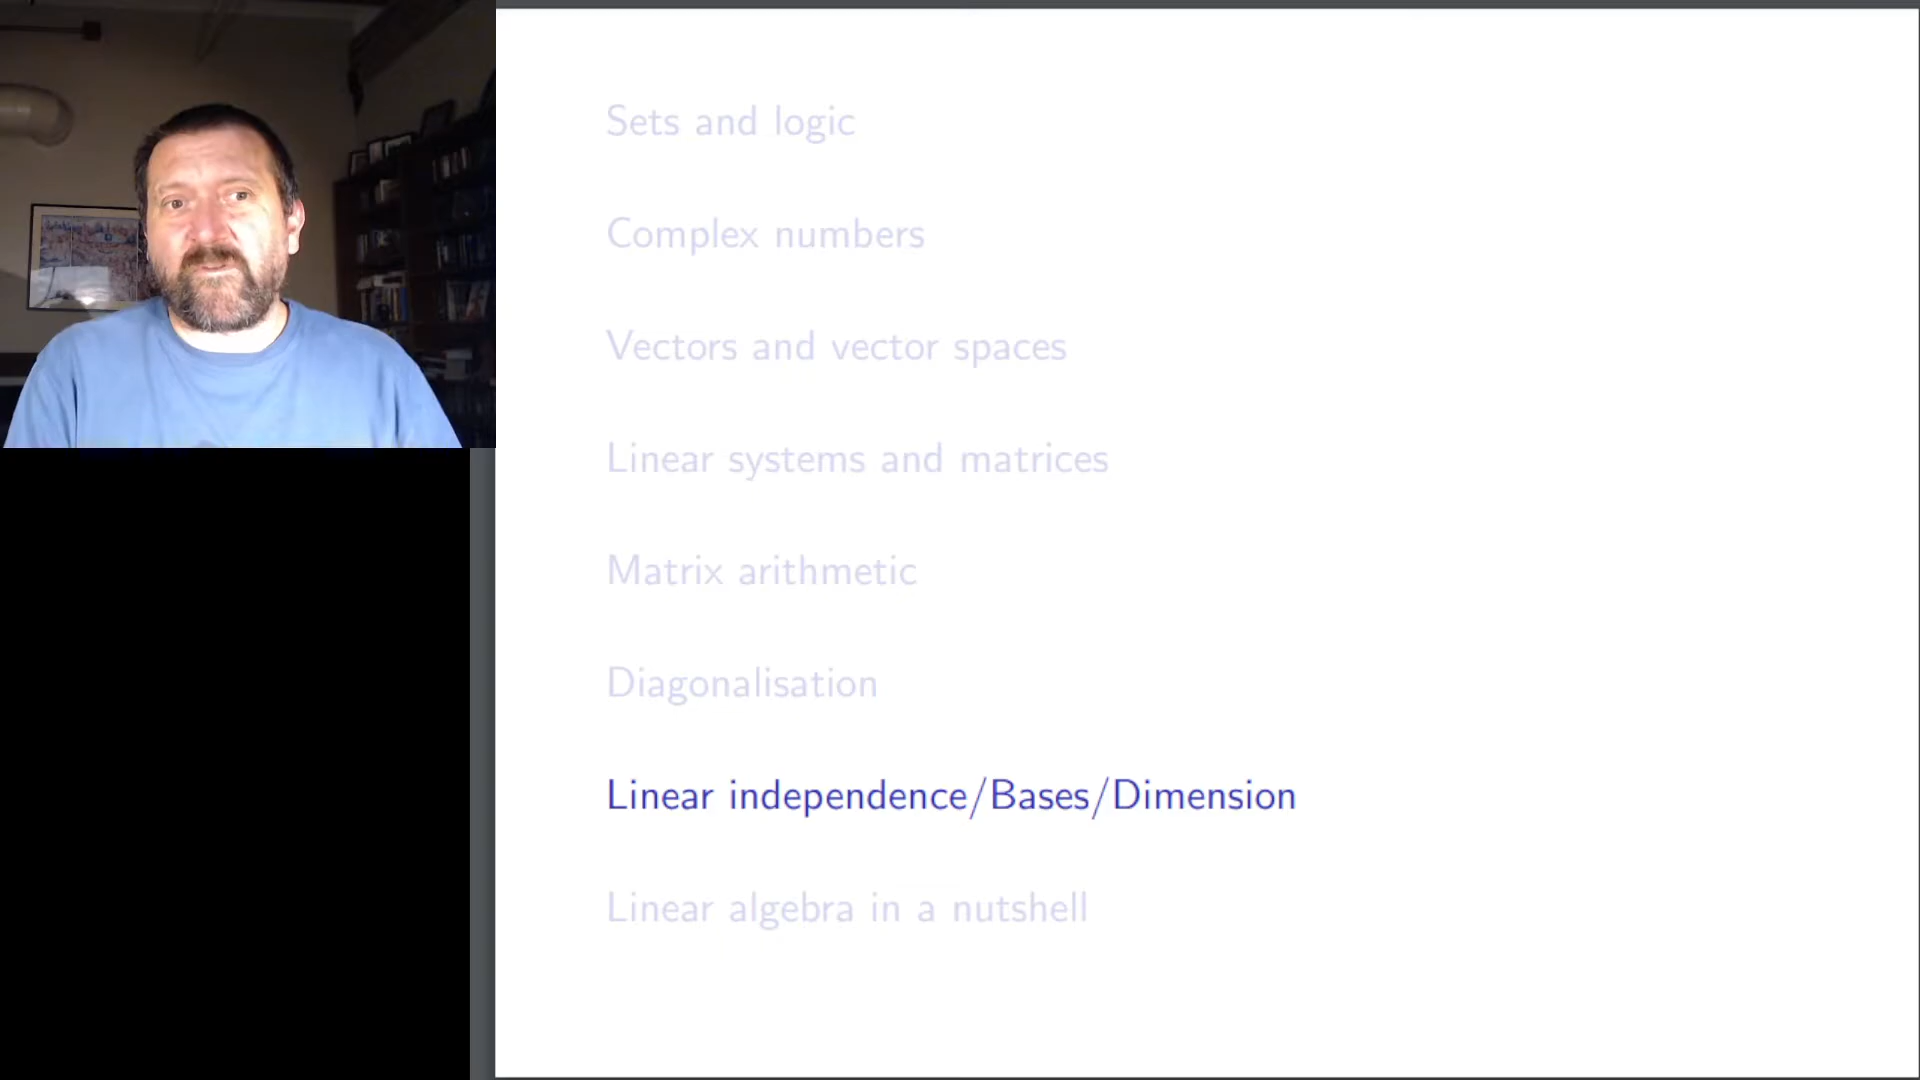 Sets and logic
Complex numbers
Vectors and vector spaces
Linear systems and matrices
Matrix arithmetic
Diagonalisation
Linear independence/Bases/Dimension
Linear algebra in a nutshell